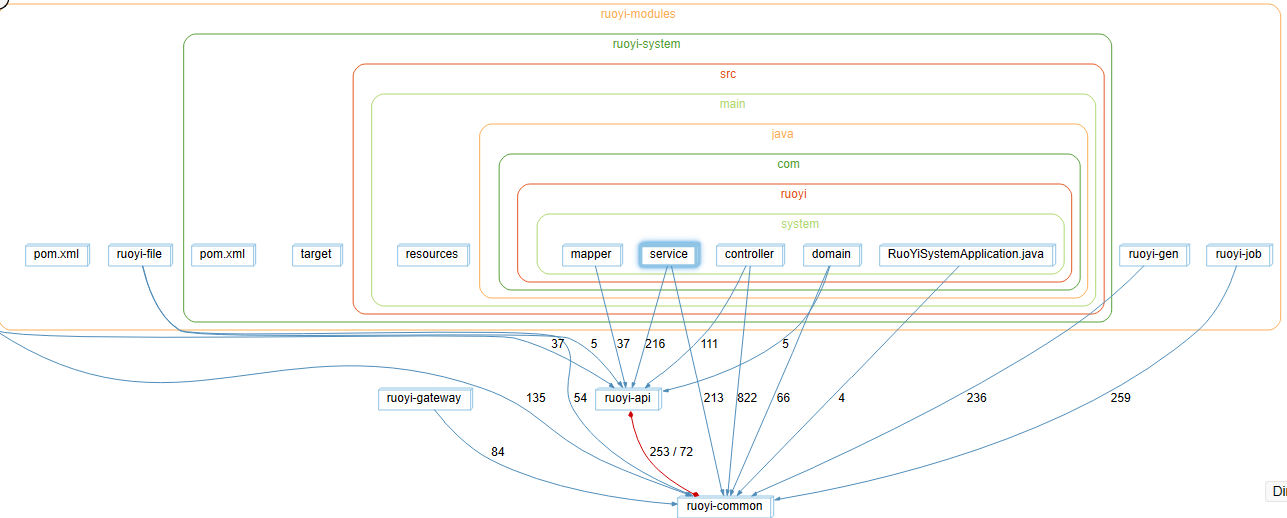 ruoyi-modules
ruoyi-system
src
main
java
com
ruoyi
system
pom.xml
ruoyi-file
pom.xml
target
resources
mapper
service
controller
domain
RuoYiSystemApplication.java
ruoyi-gen
ruoyi-job
37
5
37
216
111
5
ruoyi-gateway
135
54
ruoyi-api
213
822
66
4
236
259
84
253 / 72
ruoyi-common